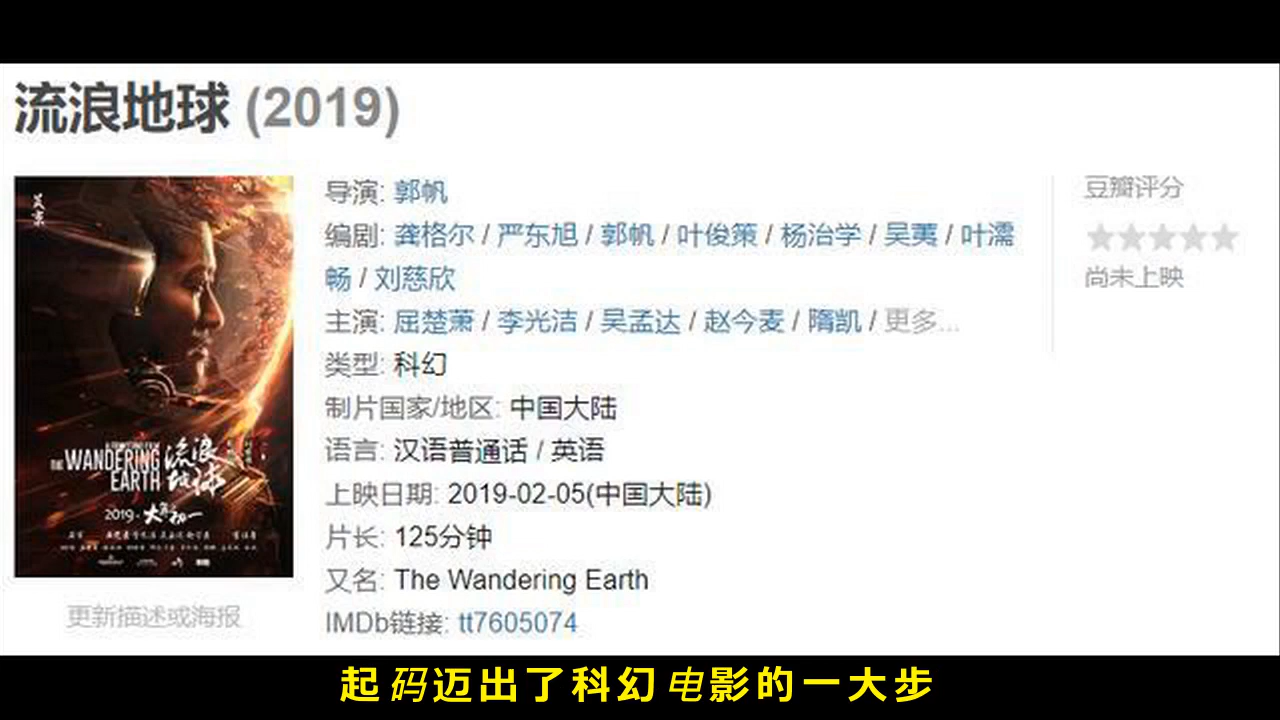 流浪地球 (2019)
吴京
导演: 郭帆
编剧: 龚格尔 / 严东旭 / 郭帆 / 叶俊策 / 杨治学 / 吴荑 / 叶濡
畅 / 刘慈欣
主演: 屈楚萧 / 李光洁 / 吴孟达 / 赵今麦 / 隋凯 / 更多...
类型: 科幻
制片国家/地区: 中国大陆
语言: 汉语普通话 / 英语
上映日期: 2019-02-05(中国大陆)
片长: 125分钟
又名: The Wandering Earth
IMDb链接: tt7605074
豆瓣评分
尚未上映
THE WANDERING
EARTH
流浪
地球
2019·大年初一
更新描述或海报
起码迈出了科幻电影的一大步